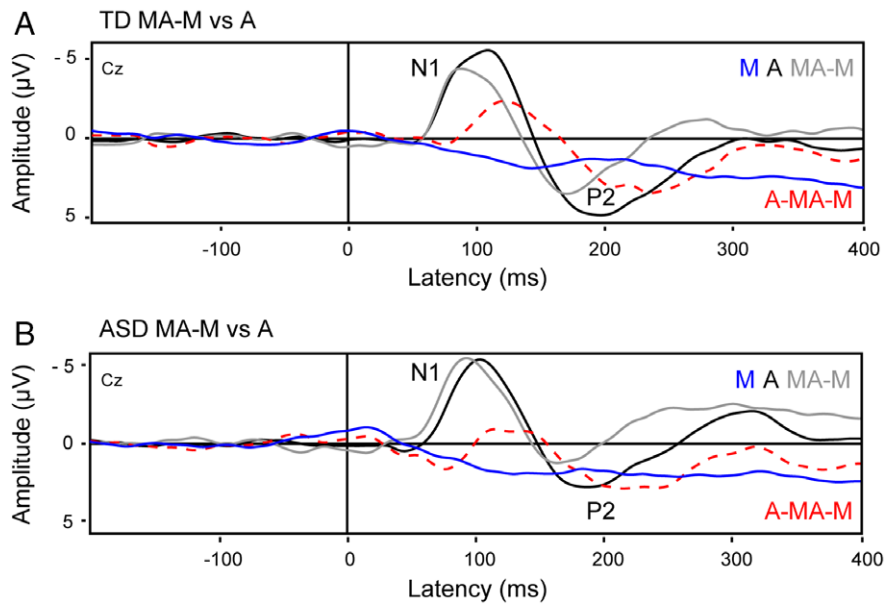 A TD MA-M vs A
Amplitude (µV)
- 5
0
5
Cz
N1
P2
M A MA-M
A-MA-M
-100 0 100 200 300 400
Latency (ms)
B ASD MA-M vs A
Amplitude (µV)
- 5
0
5
Cz
N1
P2
M A MA-M
A-MA-M
-100 0 100 200 300 400
Latency (ms)